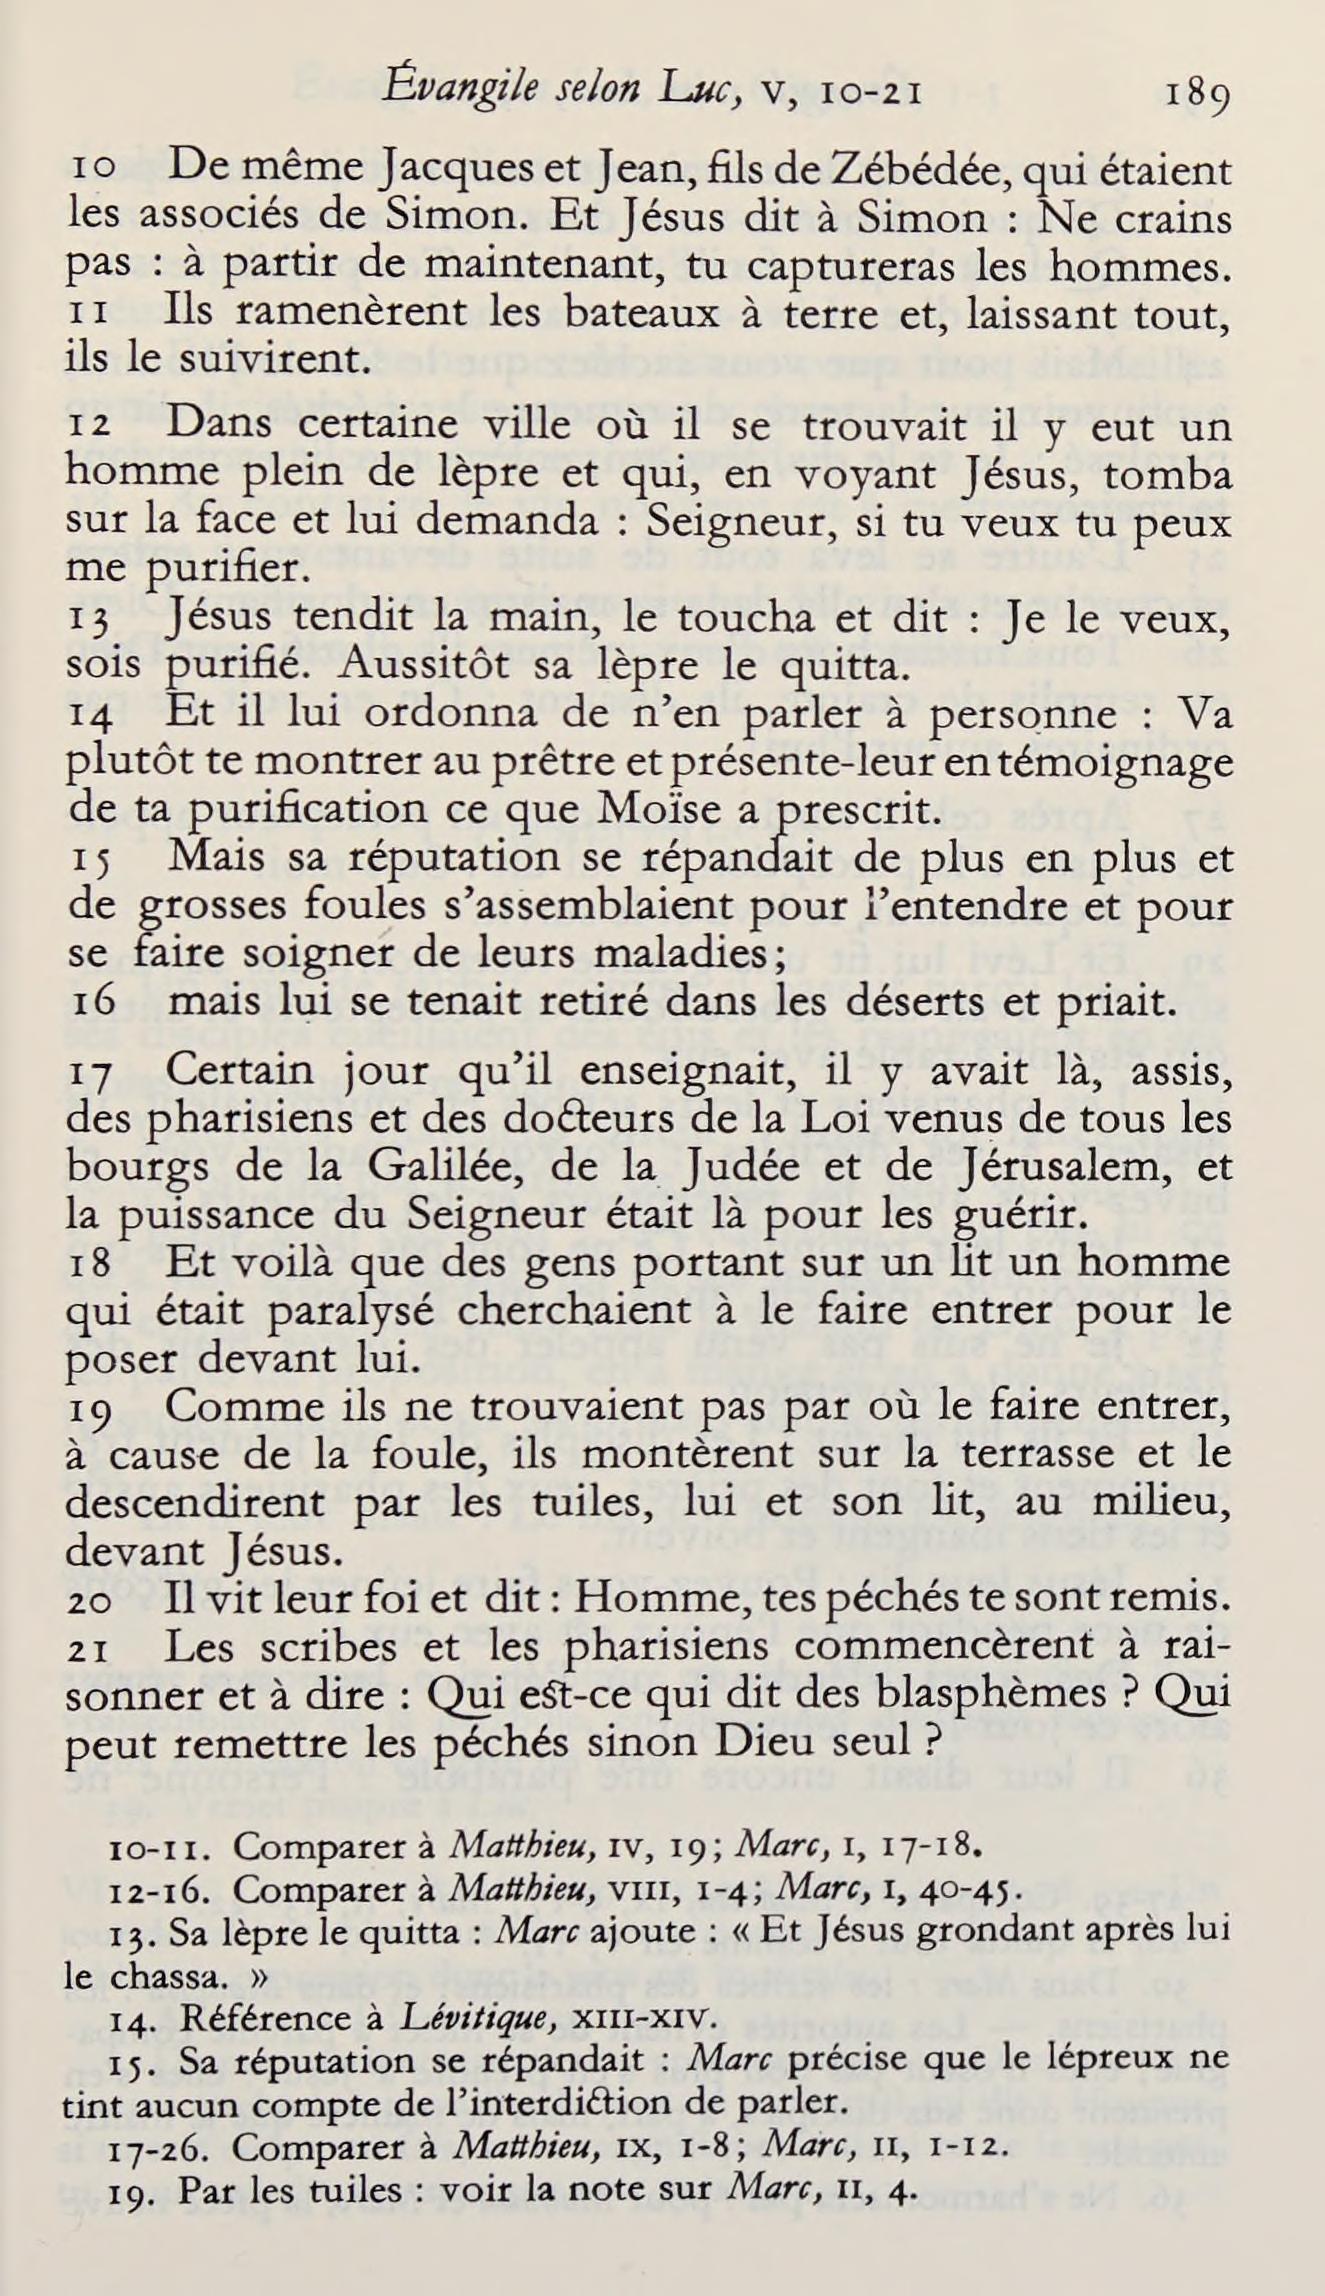 Évangile selon Luc, V, 10-21 189
10 De même Jacques et Jean, fils de Zébédée, qui étaient
les associés de Simon. Et Jésus dit à Simon : Ne crains
pas : à partir de maintenant, tu captureras les hommes.
11 Ils ramenèrent les bateaux à terre et, laissant tout,
ils le suivirent.
12 Dans certaine ville où il se trouvait il y eut un
homme plein de lèpre et qui, en voyant Jésus, tomba
sur la face et lui demanda : Seigneur, si tu veux tu peux
me purifier.
13 Jésus tendit la main, le toucha et dit : Je le veux,
sois purifié. Aussitôt sa lèpre le quitta.
14 Et il lui ordonna de n'en parler à personne : Va
plutôt te montrer au prêtre et présente-leur en témoignage
de ta purification ce que Moïse a prescrit.
15 Mais sa réputation se répandait de plus en plus et
de grosses foules s'assemblaient pour l'entendre et pour
se faire soigner de leurs maladies;
16 mais lui se tenait retiré dans les déserts et priait.
17 Certain jour qu'il enseignait, il y avait là, assis,
des pharisiens et des docteurs de la Loi venus de tous les
bourgs de la Galilée, de la Judée et de Jérusalem, et
la puissance du Seigneur était là pour les guérir.
18 Et voilà que des gens portant sur un lit un homme
qui était paralysé cherchaient à le faire entrer pour le
poser devant lui.
19 Comme ils ne trouvaient pas par où le faire entrer,
à cause de la foule, ils montèrent sur la terrasse et le
descendirent par les tuiles, lui et son lit, au milieu,
devant Jésus.
20 Il vit leur foi et dit : Homme, tes péchés te sont remis.
21 Les scribes et les pharisiens commencèrent à rai-
sonner et à dire : Qui est-ce qui dit des blasphèmes ? Qui
peut remettre les péchés sinon Dieu seul ?
10-11. Comparer à Matthieu, IV, 19; Marc, I, 17-18.
12-16. Comparer à Matthieu, VIII, 1-4; Marc, I, 40-45.
13. Sa lèpre le quitta : Marc ajoute : « Et Jésus grondant après lui
le chassa. »
14. Référence à Lévitique, XIII-XIV.
15. Sa réputation se répandait : Marc précise que le lépreux ne
tint aucun compte de l'interdiction de parler.
17-26. Comparer à Matthieu, IX, 1-8; Marc, II, 1-12.
19. Par les tuiles : voir la note sur Marc, II, 4.